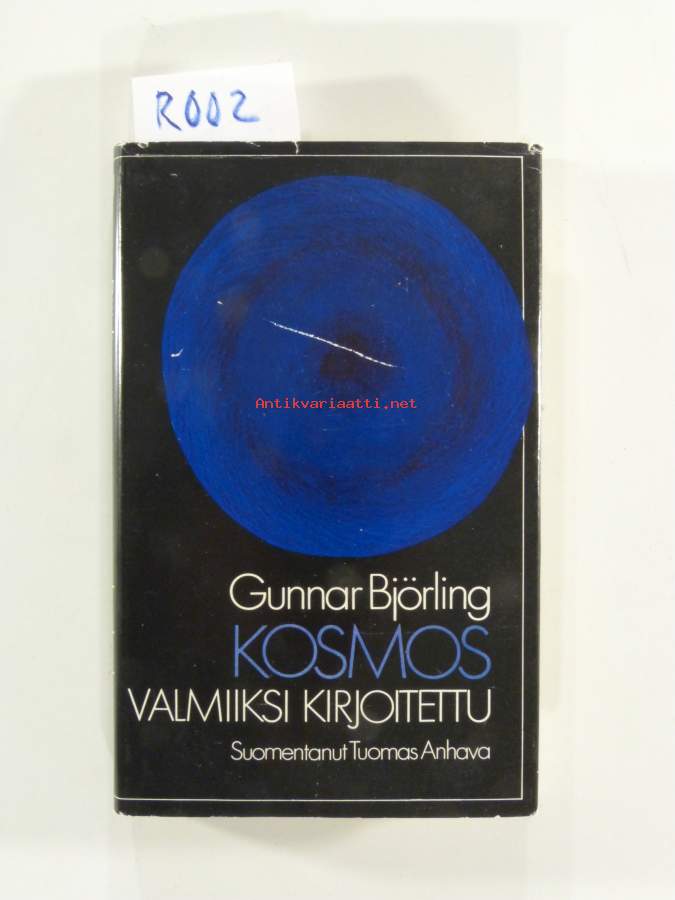 R002
Antikvariaatti.net
Gunnar Björling
KOSMOS
VALMIIKSI KIRJOITETTU
Suomentanut Tuomas Anhava